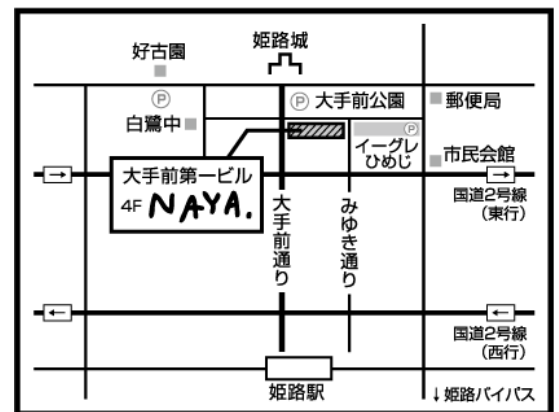 姫路城
好古園
Ⓟ
Ⓟ 大手前公園
郵便局
白鷺中
Ⓟ
イーグレ
ひめじ
市民会館
大手前第一ビル
4F NAYA.
→
→
国道2号線
(東行)
大手前通り
みゆき通り
←
←
国道2号線
(西行)
姫路駅
↓姫路バイパス